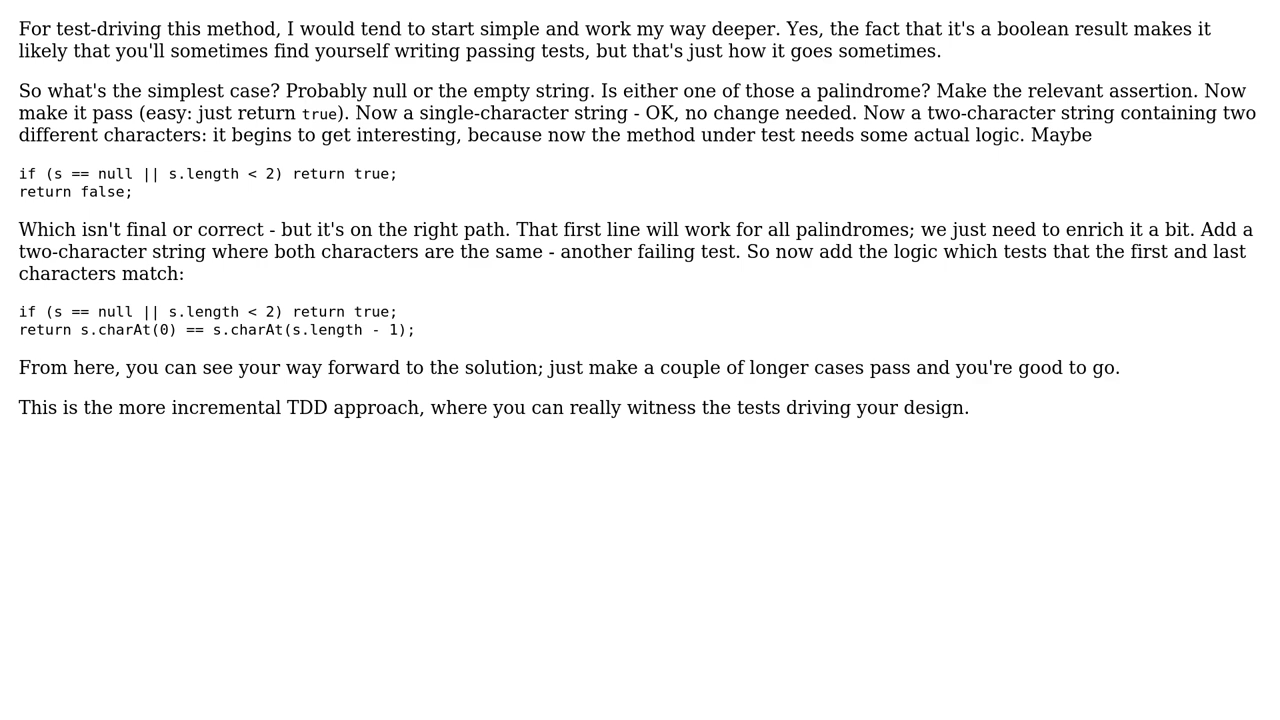 For test-driving this method, I would tend to start simple and work my way deeper. Yes, the fact that it's a boolean result makes it
likely that you'll sometimes find yourself writing passing tests, but that's just how it goes sometimes.
So what's the simplest case? Probably null or the empty string. Is either one of those a palindrome? Make the relevant assertion. Now
make it pass (easy: just return true). Now a single-character string - OK, no change needed. Now a two-character string containing two
different characters: it begins to get interesting, because now the method under test needs some actual logic. Maybe
if (s == null || s.length < 2) return true;
return false;
Which isn't final or correct - but it's on the right path. That first line will work for all palindromes; we just need to enrich it a bit. Add a
two-character string where both characters are the same - another failing test. So now add the logic which tests that the first and last
characters match:
if (s == null || s.length < 2) return true;
return s.charAt(0) == s.charAt(s.length - 1);
From here, you can see your way forward to the solution; just make a couple of longer cases pass and you're good to go.
This is the more incremental TDD approach, where you can really witness the tests driving your design.